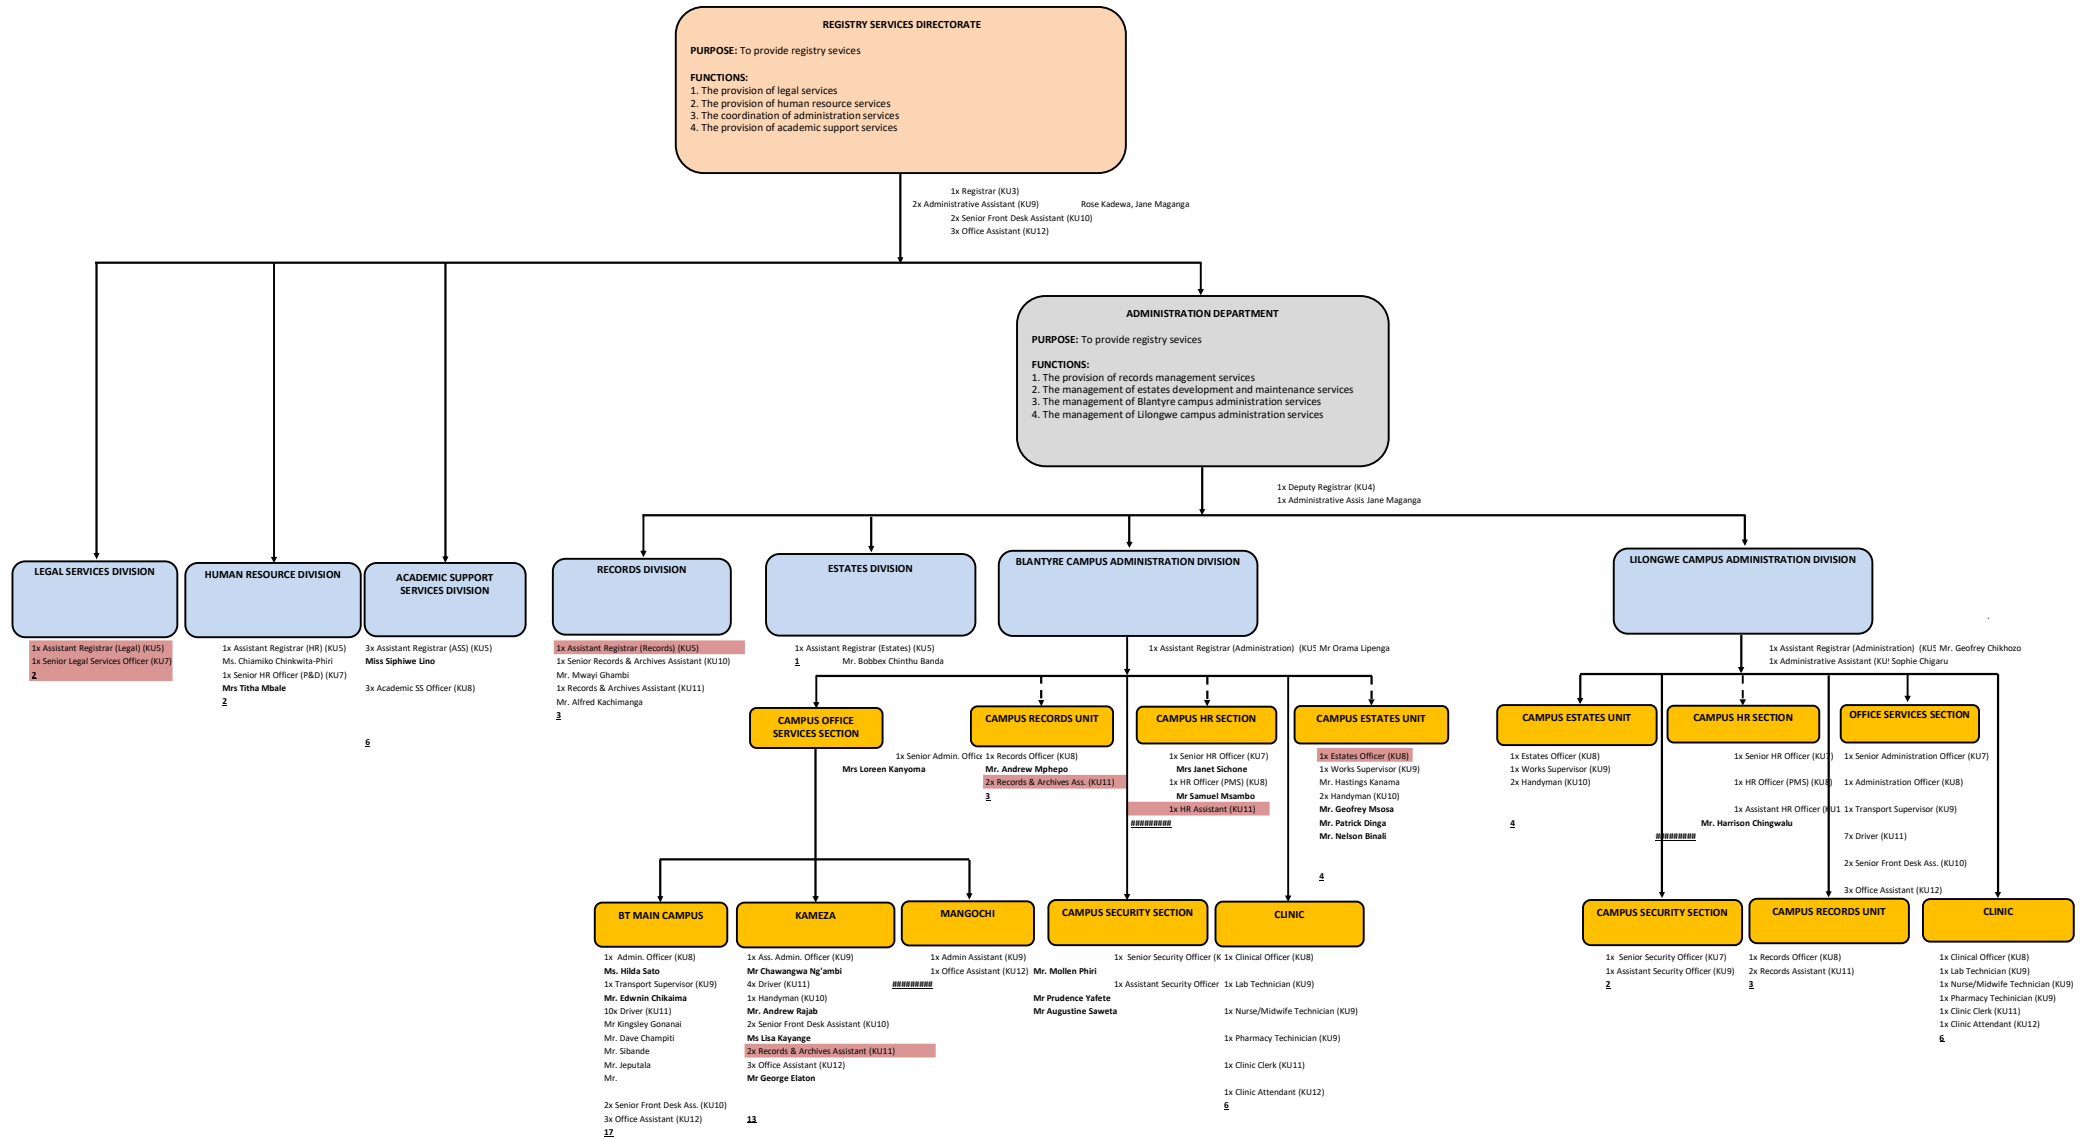 REGISTRY SERVICES DIRECTORATE
PURPOSE: To provide registry sevices
FUNCTIONS:
1. The provision of legal services
2. The provision of human resource services
3. The coordination of administration services
4. The provision of academic support services
1x Registrar (KU3)
2x Administrative Assistant (KU9) Rose Kadewa, Jane Maganga
2x Senior Front Desk Assistant (KU10)
3x Office Assistant (KU12)
ADMINISTRATION DEPARTMENT
PURPOSE: To provide registry sevices
FUNCTIONS:
1. The provision of records management services
2. The management of estates development and maintenance services
3. The management of Blantyre campus administration services
4. The management of Lilongwe campus administration services
1x Deputy Registrar (KU4)
1x Administrative Assis Jane Maganga
LEGAL SERVICES DIVISION
1x Assistant Registrar (Legal) (KU5)
1x Senior Legal Services Officer (KU7)
2
HUMAN RESOURCE DIVISION
1x Assistant Registrar (HR) (KU5)
Ms. Chiamiko Chinkwita-Phiri
1x Senior HR Officer (P&D) (KU7)
Mrs Titha Mbale
2
ACADEMIC SUPPORT
SERVICES DIVISION
3x Assistant Registrar (ASS) (KU5)
Miss Siphiwe Lino
3x Academic SS Officer (KU8)
6
RECORDS DIVISION
1x Assistant Registrar (Records) (KU5)
1x Senior Records & Archives Assistant (KU10)
Mr. Mwayi Ghambi
1x Records & Archives Assistant (KU11)
Mr. Alfred Kachimanga
3
ESTATES DIVISION
1x Assistant Registrar (Estates) (KU5)
1 Mr. Bobbex Chinthu Banda
BLANTYRE CAMPUS ADMINISTRATION DIVISION
1x Assistant Registrar (Administration) (KU5 Mr Orama Lipenga
LILONGWE CAMPUS ADMINISTRATION DIVISION
.
1x Assistant Registrar (Administration) (KU5 Mr. Geofrey Chikhozo
1x Administrative Assistant (KU! Sophie Chigaru
CAMPUS OFFICE
SERVICES SECTION
1x Senior Admin. Office
Mrs Loreen Kanyoma
CAMPUS RECORDS UNIT
1x Records Officer (KU8)
Mr. Andrew Mphepo
2x Records & Archives Ass. (KU11)
3
CAMPUS HR SECTION
1x Senior HR Officer (KU7)
Mrs Janet Sichone
1x HR Officer (PMS) (KU8)
Mr Samuel Msambo
1x HR Assistant (KU11)
#########
CAMPUS ESTATES UNIT
1x Estates Officer (KU8)
1x Works Supervisor (KU9)
Mr. Hastings Kanama
2x Handyman (KU10)
Mr. Geofrey Msosa
Mr. Patrick Dinga
Mr. Nelson Binali
4
CAMPUS ESTATES UNIT
1x Estates Officer (KU8)
1x Works Supervisor (KU9)
2x Handyman (KU10)
4
CAMPUS HR SECTION
1x Senior HR Officer (KU7)
1x HR Officer (PMS) (KU8)
1x Assistant HR Officer (KU1
Mr. Harrison Chingwalu
#########
OFFICE SERVICES SECTION
1x Senior Administration Officer (KU7)
1x Administration Officer (KU8)
1x Transport Supervisor (KU9)
7x Driver (KU11)
2x Senior Front Desk Ass. (KU10)
3x Office Assistant (KU12)
BT MAIN CAMPUS
1x Admin. Officer (KU8)
Ms. Hilda Sato
1x Transport Supervisor (KU9)
Mr. Edwnin Chikaima
10x Driver (KU11)
Mr Kingsley Gonanai
Mr. Dave Champiti
Mr. Sibande
Mr. Jeputala
Mr.
2x Senior Front Desk Ass. (KU10)
3x Office Assistant (KU12)
17
KAMEZA
1x Ass. Admin. Officer (KU9)
Mr Chawangwa Ng'ambi
4x Driver (KU11)
1x Handyman (KU10)
Mr. Andrew Rajab
2x Senior Front Desk Assistant (KU10)
Ms Lisa Kayange
2x Records & Archives Assistant (KU11)
3x Office Assistant (KU12)
Mr George Elaton
13
MANGOCHI
1x Admin Assistant (KU9)
1x Office Assistant (KU12)
#########
CAMPUS SECURITY SECTION
1x Senior Security Officer (K
Mr. Mollen Phiri
1x Assistant Security Officer
Mr Prudence Yafete
Mr Augustine Saweta
CLINIC
1x Clinical Officer (KU8)
1x Lab Technician (KU9)
1x Nurse/Midwife Technician (KU9)
1x Pharmacy Techinician (KU9)
1x Clinic Clerk (KU11)
1x Clinic Attendant (KU12)
6
CAMPUS SECURITY SECTION
1x Senior Security Officer (KU7)
1x Assistant Security Officer (KU9)
2
CAMPUS RECORDS UNIT
1x Records Officer (KU8)
2x Records Assistant (KU11)
3
CLINIC
1x Clinical Officer (KU8)
1x Lab Technician (KU9)
1x Nurse/Midwife Technician (KU9)
1x Pharmacy Techinician (KU9)
1x Clinic Clerk (KU11)
1x Clinic Attendant (KU12)
6